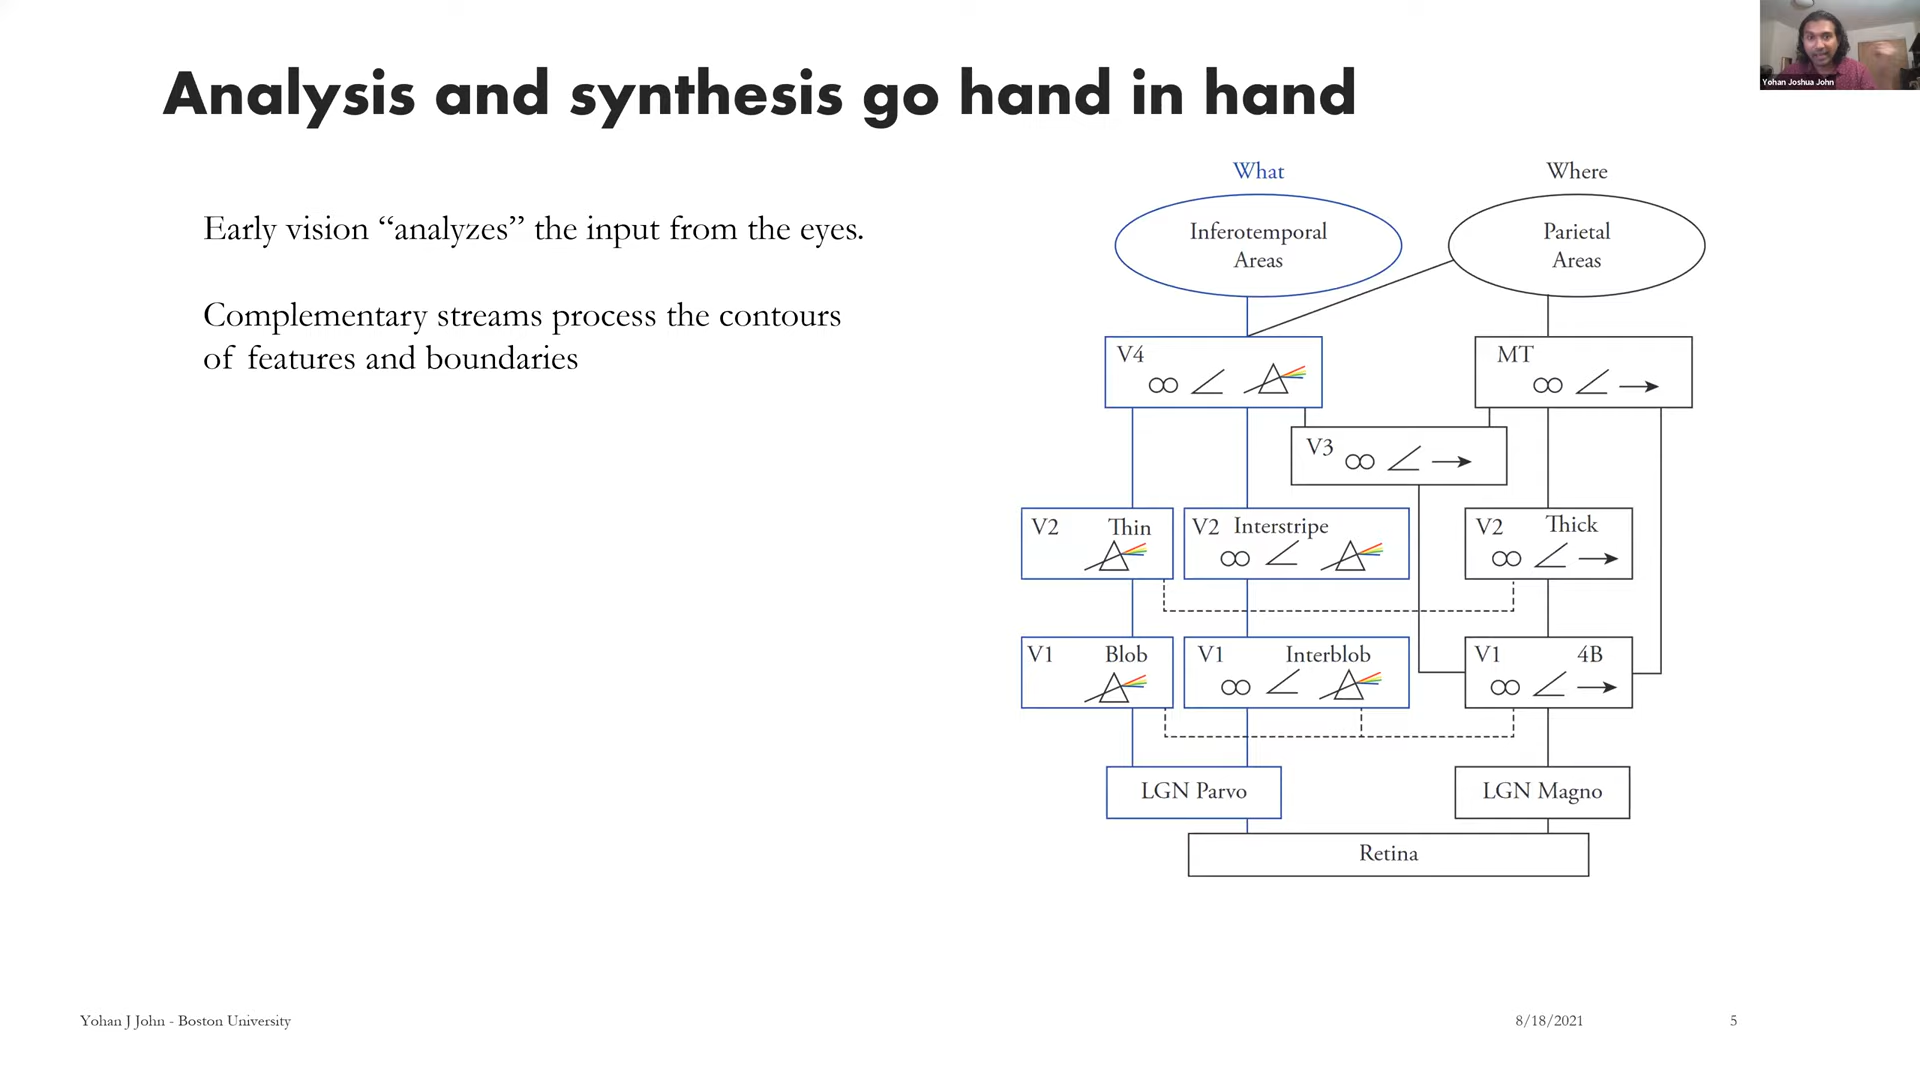 Analysis and synthesis go hand in hand
Yohan Joshua John
Early vision “analyzes” the input from the eyes.
Complementary streams process the contours
of features and boundaries
What
Where
Inferotemporal
Areas
Parietal
Areas
V4
MT
V3
V2 Thin
V2 Interstripe
V2 Thick
V1 Blob
V1 Interblob
V1 4B
LGN Parvo
LGN Magno
Retina
Yohan J John - Boston University
8/18/2021
5